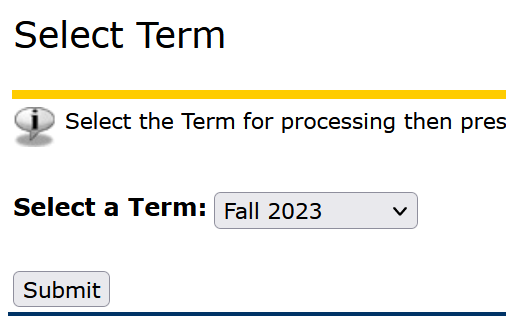 Select Term
Select the Term for processing then pres
Select a Term: Fall 2023
Submit